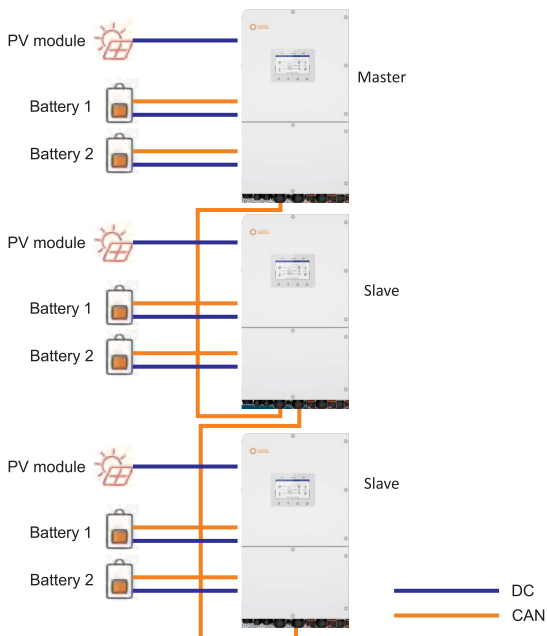 PV module
Master
Battery 1
Battery 2
PV module
Slave
Battery 1
Battery 2
PV module
Slave
Battery 1
Battery 2
DC
CAN